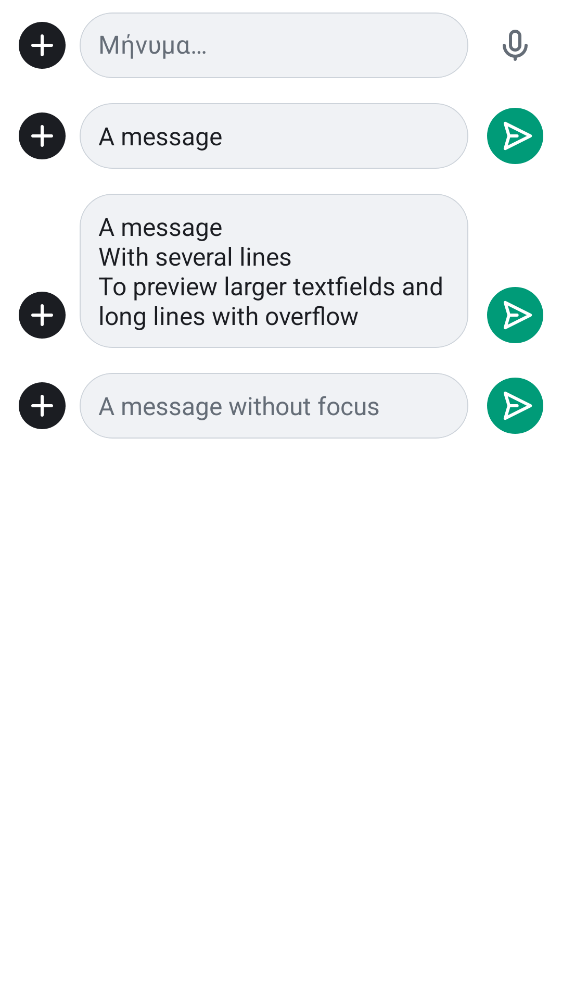 Μήνυμα…
A message
A message
With several lines
To preview larger textfields and
long lines with overflow
A message without focus